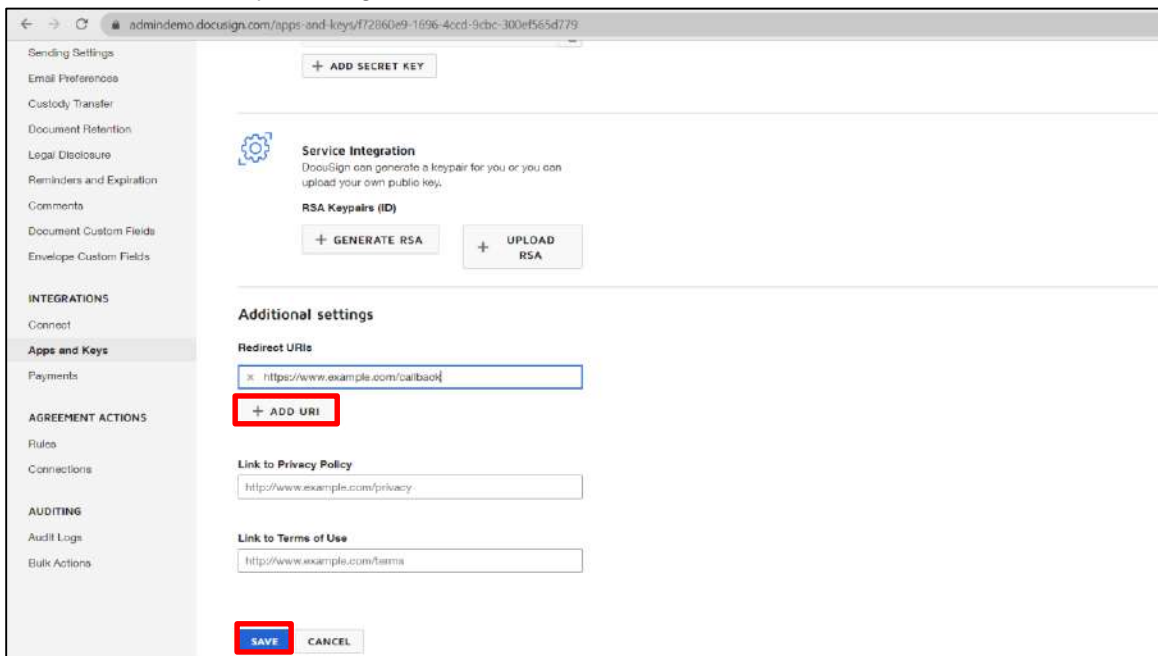 admindemo.docusign.com/apps-and-keys/f72860e9-1696-4ccd-9cbc-300ef565d779
Sending Settings
Email Preferences
Custody Transfer
Document Retention
Legal Disclosure
Reminders and Expiration
Comments
Document Custom Fields
Envelope Custom Fields
INTEGRATIONS
Connect
Apps and Keys
Payments
AGREEMENT ACTIONS
Rules
Connections
AUDITING
Audit Logs
Bulk Actions
+ ADD SECRET KEY
Service Integration
DocuSign can generate a keypair for you or you can
upload your own public key.
RSA Keypairs (ID)
+ GENERATE RSA
+ UPLOAD
RSA
Additional settings
Redirect URIs
× https://www.example.com/callback
+ ADD URI
Link to Privacy Policy
http://www.example.com/privacy
Link to Terms of Use
http://www.example.com/terms
SAVE CANCEL